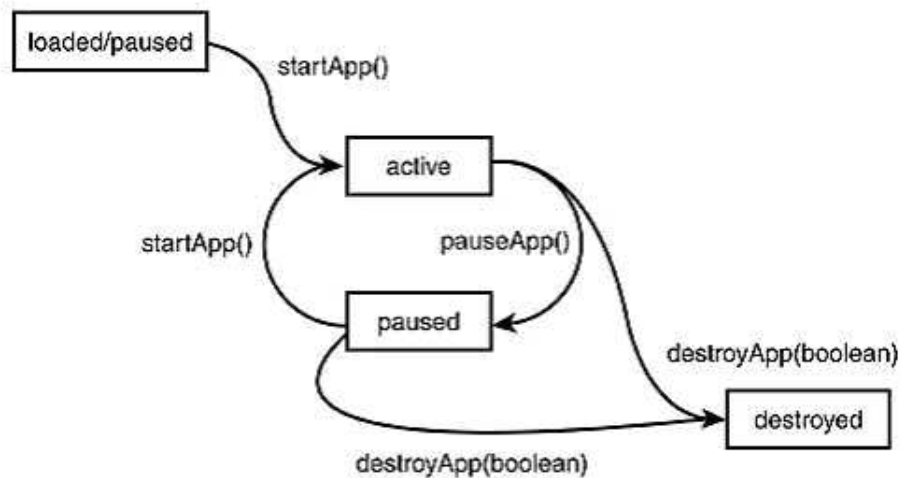 loaded/paused
startApp()
active
startApp()
pauseApp()
paused
destroyApp(boolean)
destroyed
destroyApp(boolean)